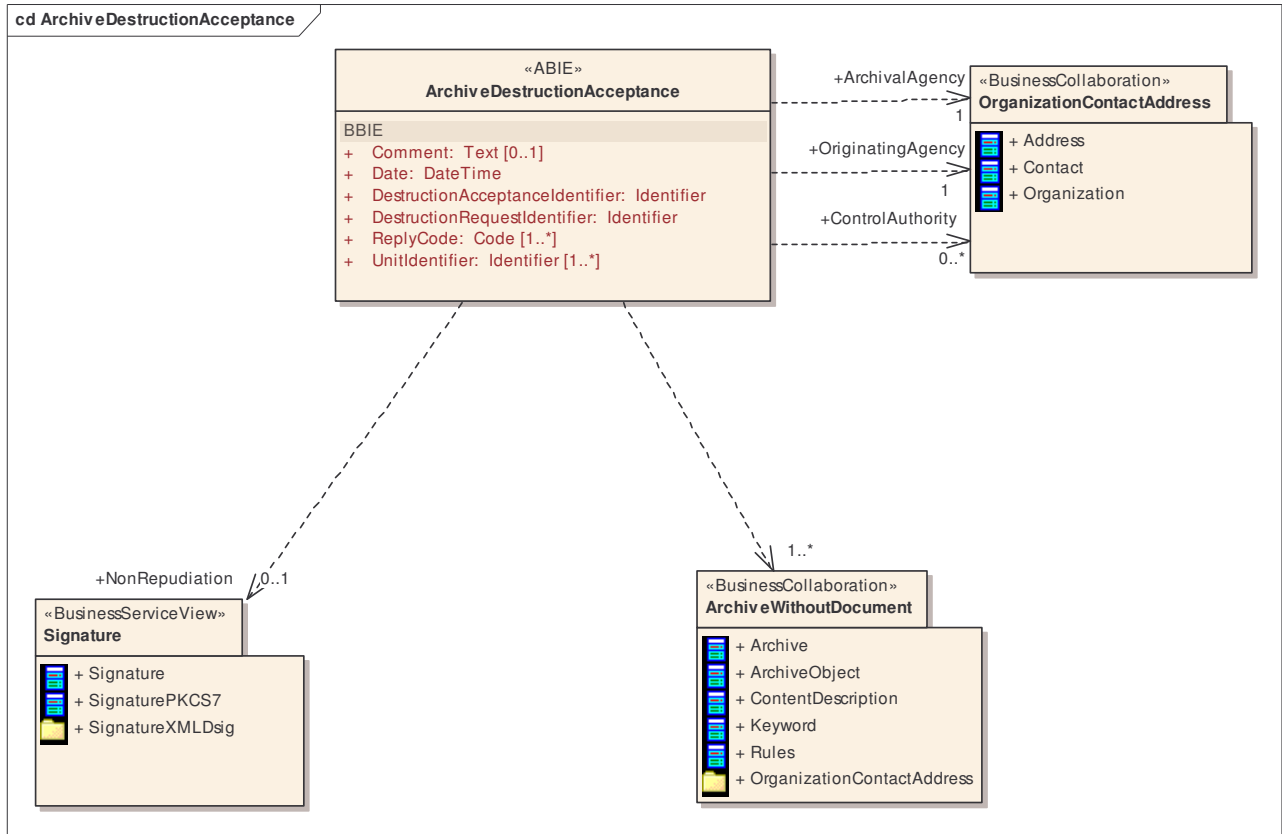 cd ArchiveDestructionAcceptance
«ABIE»
ArchiveDestructionAcceptance
BBIE
+ Comment: Text [0..1]
+ Date: DateTime
+ DestructionAcceptanceIdentifier: Identifier
+ DestructionRequestIdentifier: Identifier
+ ReplyCode: Code [1..*]
+ UnitIdentifier: Identifier [1..*]
+ArchivalAgency
1
+OriginatingAgency
1
+ControlAuthority
0..*
«BusinessCollaboration»
OrganizationContactAddress
+ Address
+ Contact
+ Organization
+NonRepudiation
0..1
«BusinessServiceView»
Signature
+ Signature
+ SignaturePKCS7
+ SignatureXMLDsig
1..*
«BusinessCollaboration»
ArchiveWithoutDocument
+ Archive
+ ArchiveObject
+ ContentDescription
+ Keyword
+ Rules
+ OrganizationContactAddress